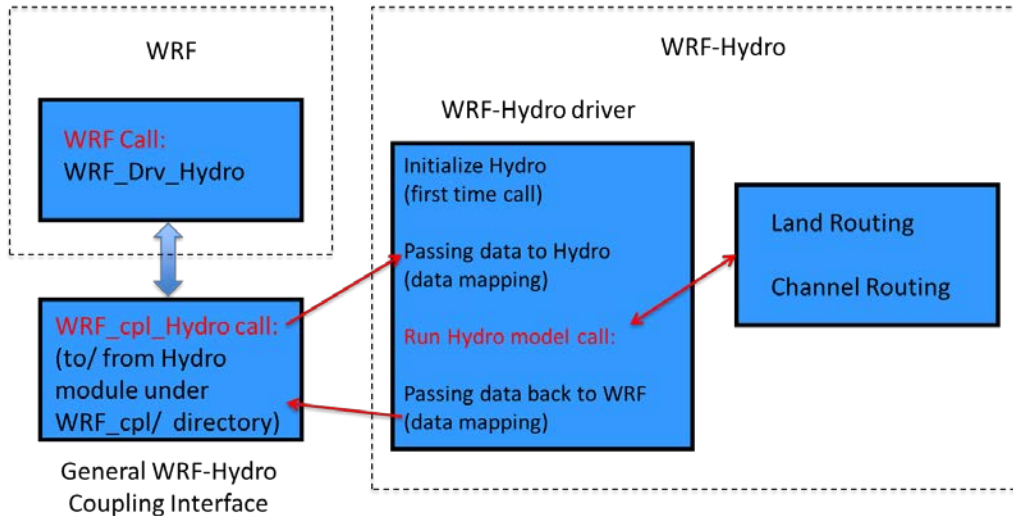 WRF
WRF Call:
WRF_Drv_Hydro
WRF_cpl_Hydro call:
(to/ from Hydro
module under
WRF_cpl/ directory)
General WRF-Hydro
Coupling Interface
WRF-Hydro
WRF-Hydro driver
Initialize Hydro
(first time call)
Passing data to Hydro
(data mapping)
Run Hydro model call:
Passing data back to WRF
(data mapping)
Land Routing
Channel Routing